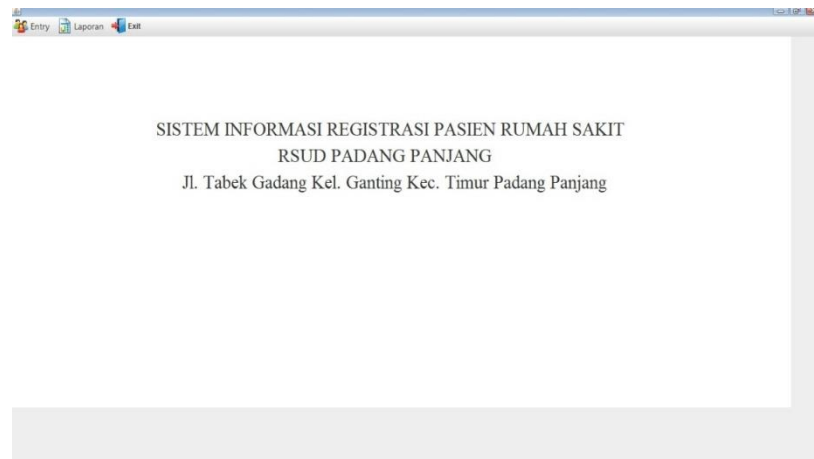 Entry Laporan Exit
SISTEM INFORMASI REGISTRASI PASIEN RUMAH SAKIT
RSUD PADANG PANJANG
Jl. Tabek Gadang Kel. Ganting Kec. Timur Padang Panjang